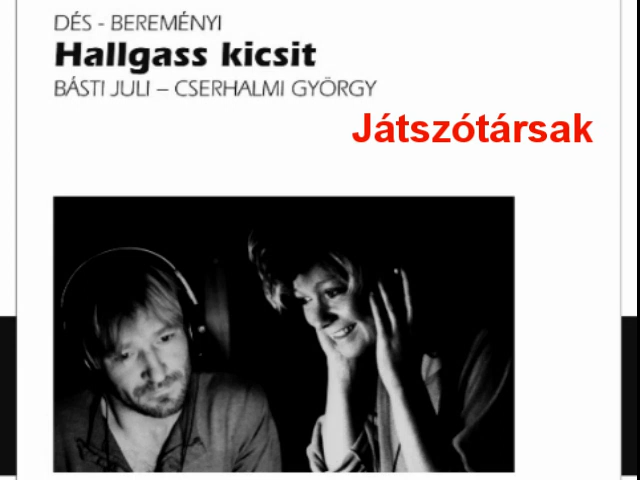 DÉS - BEREMÉNYI
Hallgass kicsit
BÁSTI JULI – CSERHALMI GYÖRGY
Játszótársak